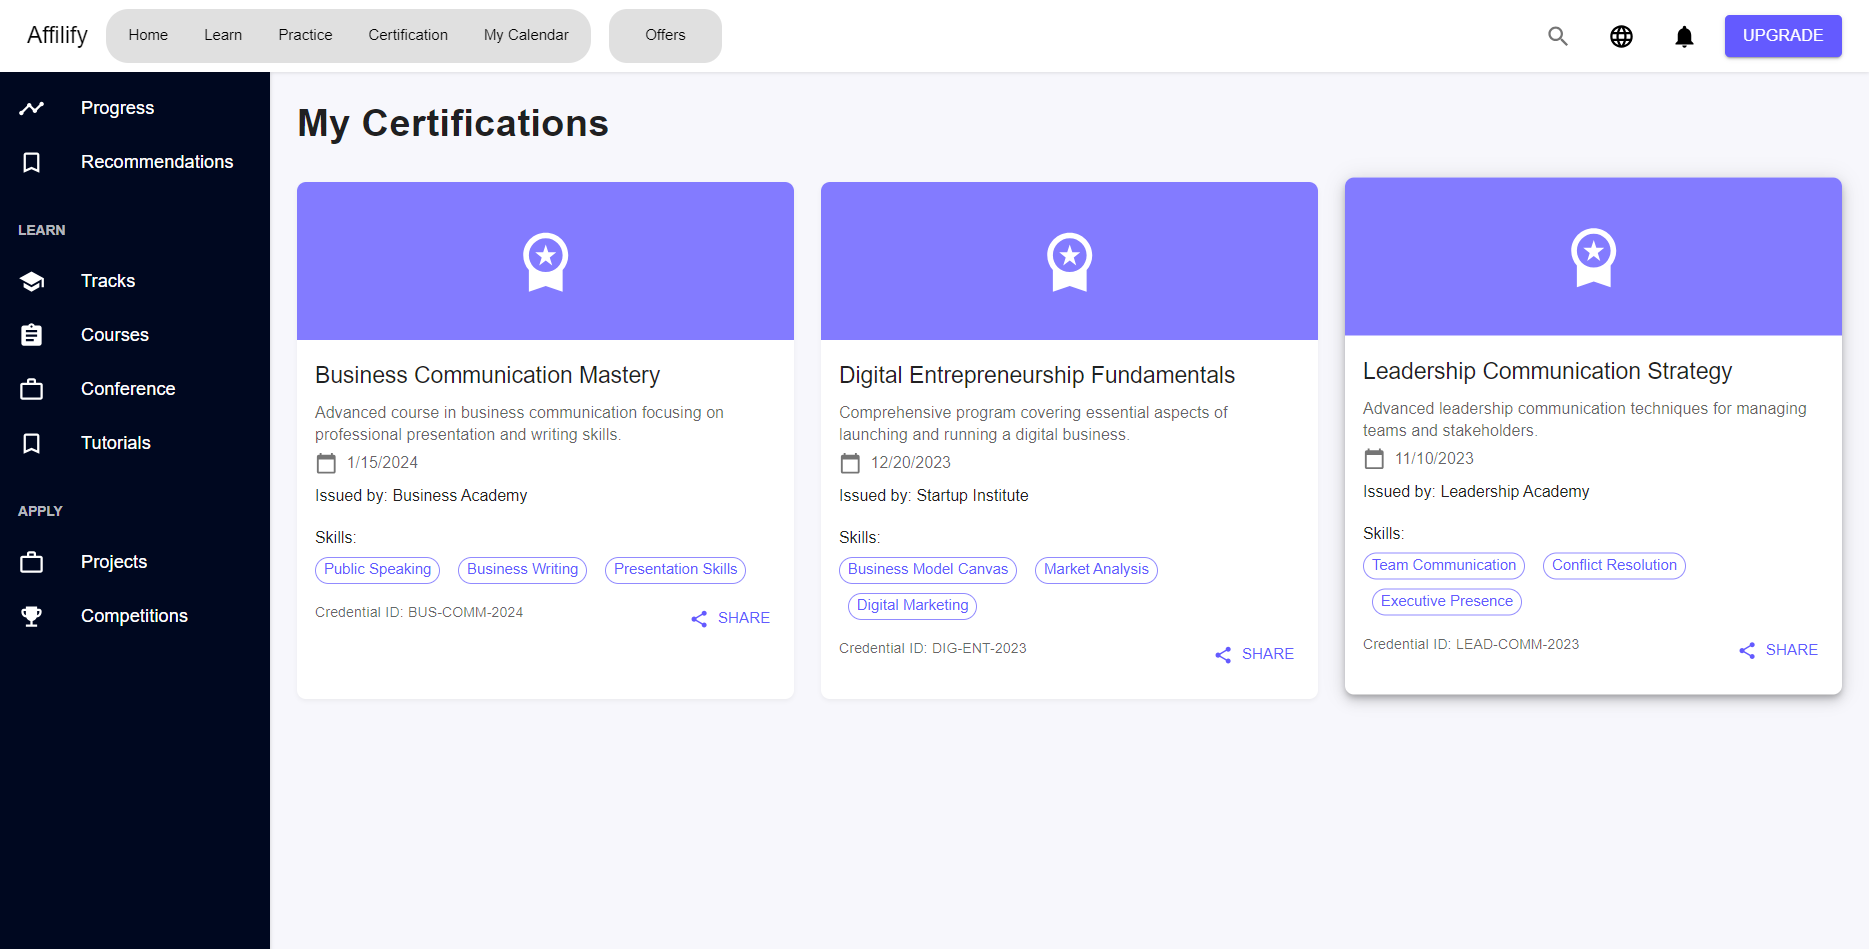 Affilify
Home
Learn
Practice
Certification
My Calendar
Offers
UPGRADE
Progress
Recommendations
LEARN
Tracks
Courses
Conference
Tutorials
APPLY
Projects
Competitions
My Certifications
Business Communication Mastery
Advanced course in business communication focusing on
professional presentation and writing skills.
1/15/2024
Issued by: Business Academy
Skills:
Public Speaking
Business Writing
Presentation Skills
Credential ID: BUS-COMM-2024
SHARE
Digital Entrepreneurship Fundamentals
Comprehensive program covering essential aspects of
launching and running a digital business.
12/20/2023
Issued by: Startup Institute
Skills:
Business Model Canvas
Market Analysis
Digital Marketing
Credential ID: DIG-ENT-2023
SHARE
Leadership Communication Strategy
Advanced leadership communication techniques for managing
teams and stakeholders.
11/10/2023
Issued by: Leadership Academy
Skills:
Team Communication
Conflict Resolution
Executive Presence
Credential ID: LEAD-COMM-2023
SHARE